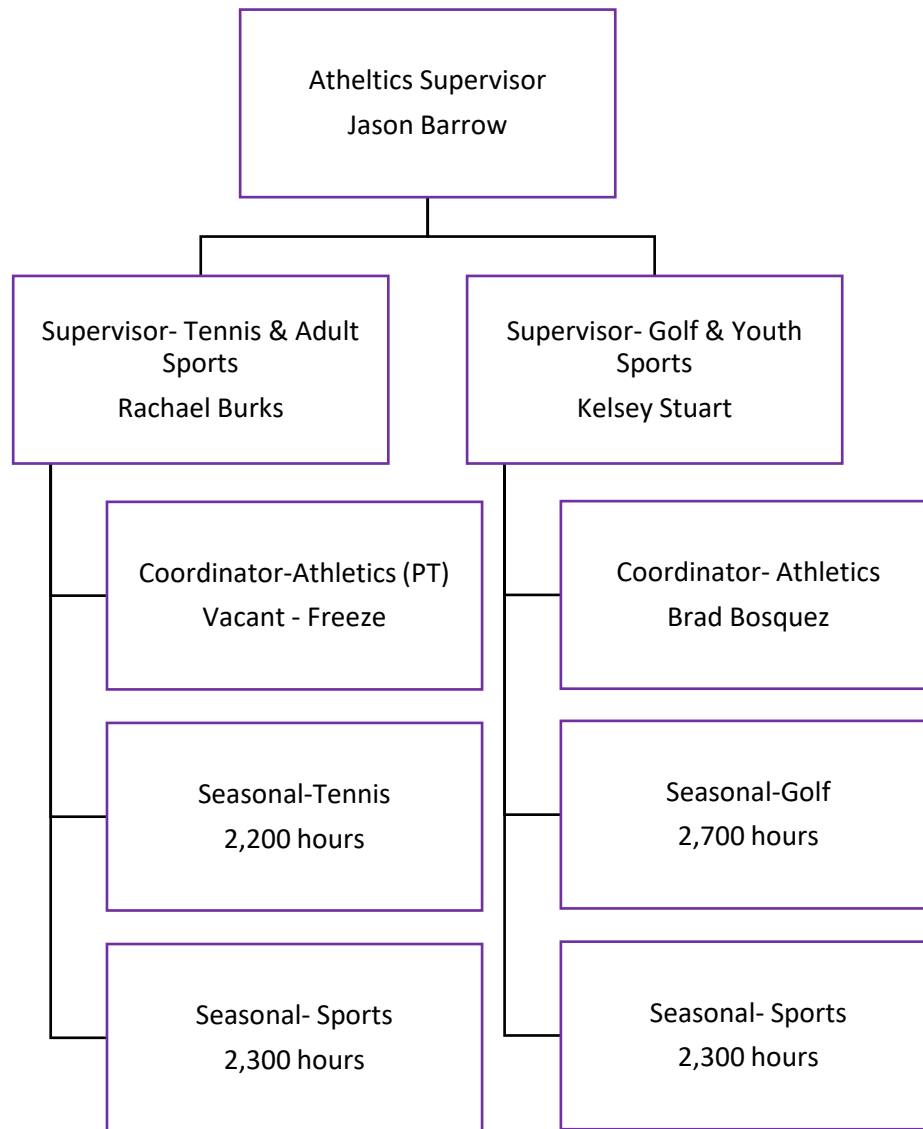 Atheltics Supervisor
Jason Barrow
Supervisor- Tennis & Adult
Sports
Rachael Burks
Supervisor- Golf & Youth
Sports
Kelsey Stuart
Coordinator-Athletics (PT)
Vacant - Freeze
Coordinator- Athletics
Brad Bosquez
Seasonal-Tennis
2,200 hours
Seasonal-Golf
2,700 hours
Seasonal- Sports
2,300 hours
Seasonal- Sports
2,300 hours